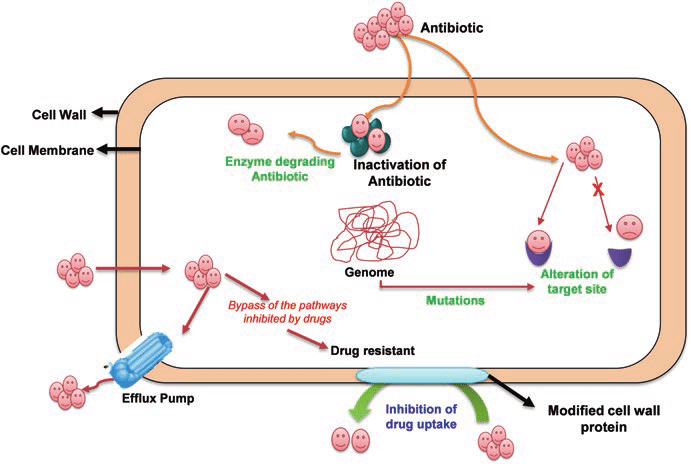 Antibiotic
Cell Wall
Cell Membrane
Enzyme degrading
Antibiotic
Inactivation of
Antibiotic
Genome
Mutations
X
Alteration of
target site
Bypass of the pathways
inhibited by drugs
Drug resistant
Efflux Pump
Inhibition of
drug uptake
Modified cell wall
protein